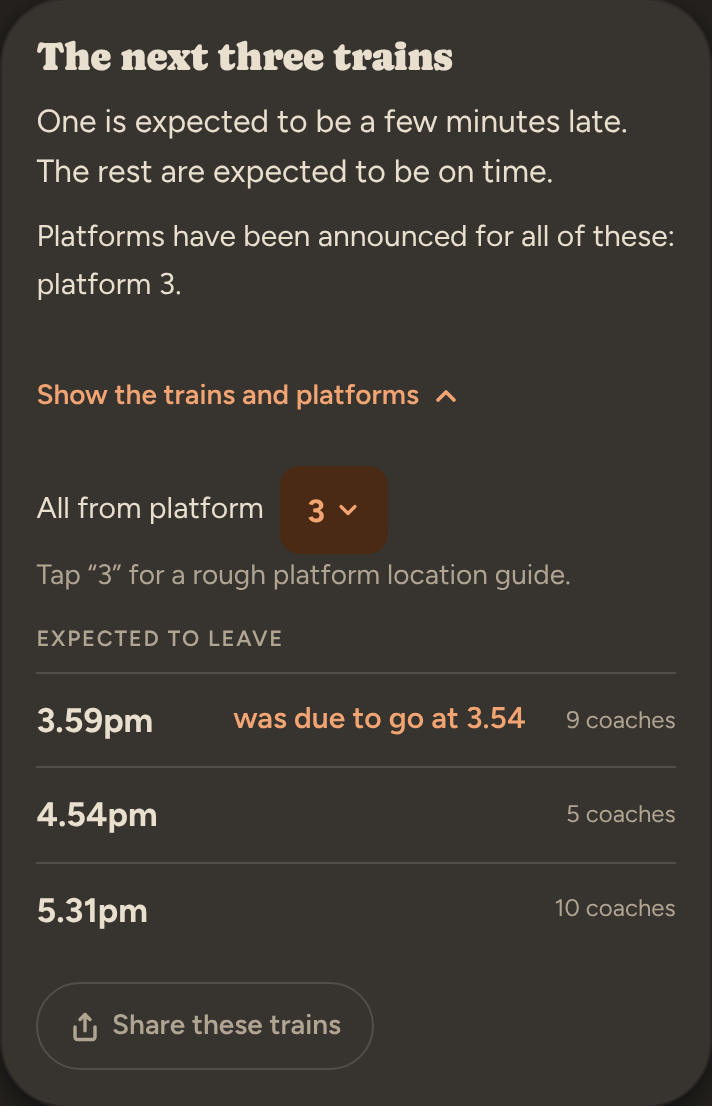 The next three trains
One is expected to be a few minutes late.
The rest are expected to be on time.
Platforms have been announced for all of these:
platform 3.
Show the trains and platforms
All from platform 3
Tap “3” for a rough platform location guide.
EXPECTED TO LEAVE
3.59pm was due to go at 3.54 9 coaches
4.54pm 5 coaches
5.31pm 10 coaches
Share these trains